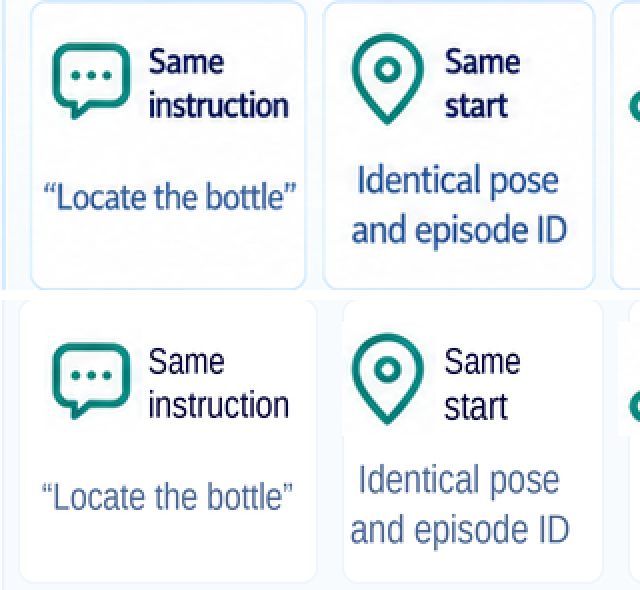 Same
instruction
“Locate the bottle”
Same
start
Identical pose
and episode ID
Same
instruction
“Locate the bottle”
Same
start
Identical pose
and episode ID